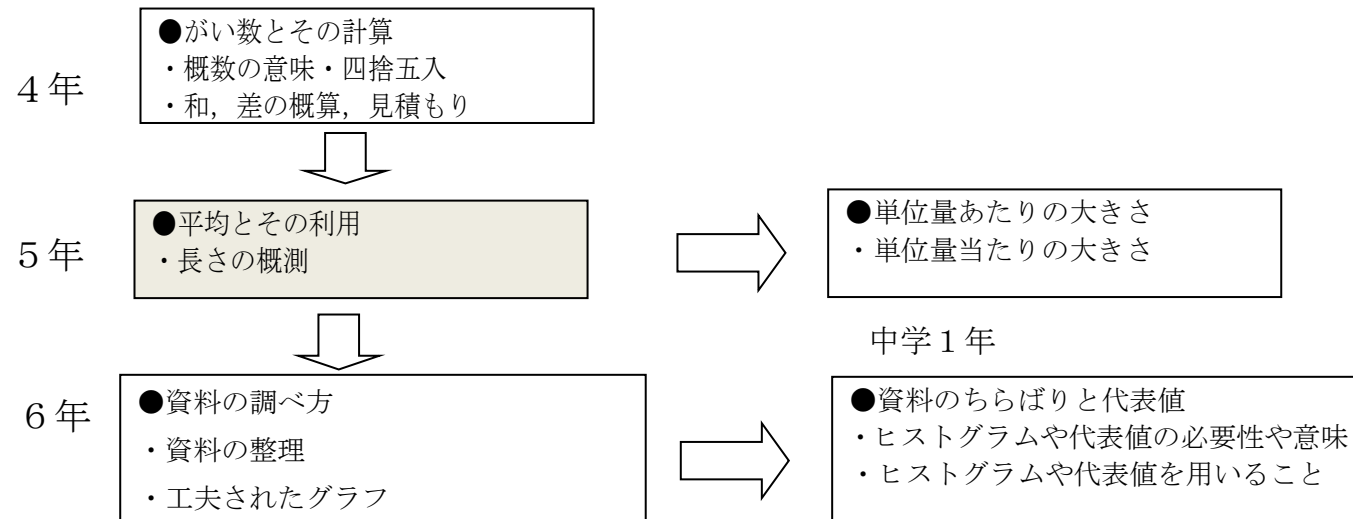 4年
●がい数とその計算
・概数の意味・四捨五入
・和，差の概算，見積もり
5年
●平均とその利用
・長さの概測
●単位量あたりの大きさ
・単位量当たりの大きさ
中学１年
6年
●資料の調べ方
・資料の整理
・工夫されたグラフ
●資料のちらばりと代表値
・ヒストグラムや代表値の必要性や意味
・ヒストグラムや代表値を用いること